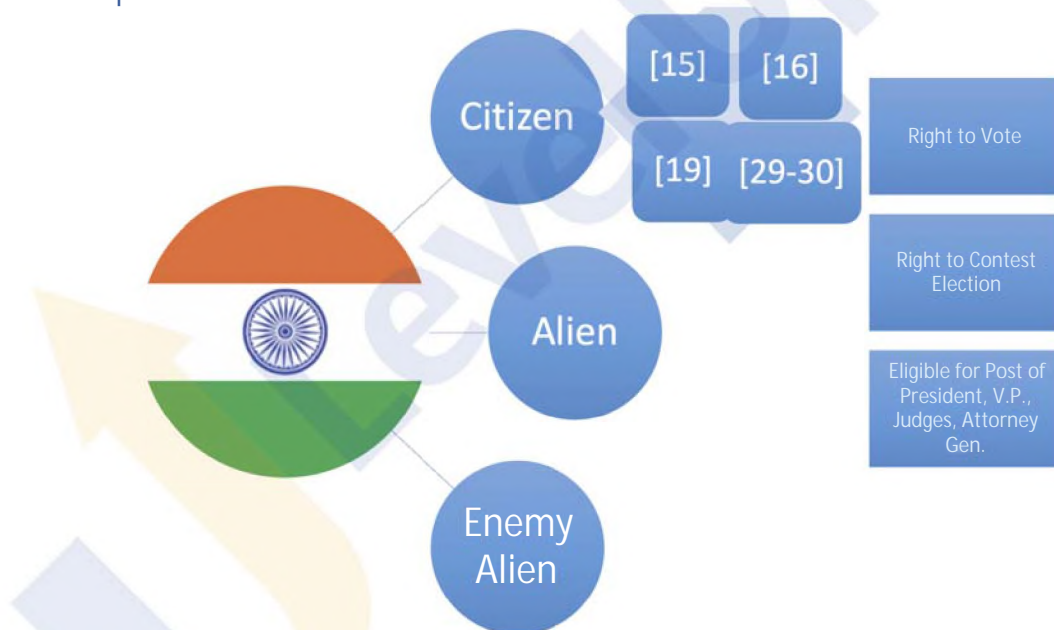 Citizen
[15] [16]
[19] [29-30]
Right to Vote
Alien
Right to Contest
Election
Eligible for Post of
President, V.P.,
Judges, Attorney
Gen.
Enemy
Alien